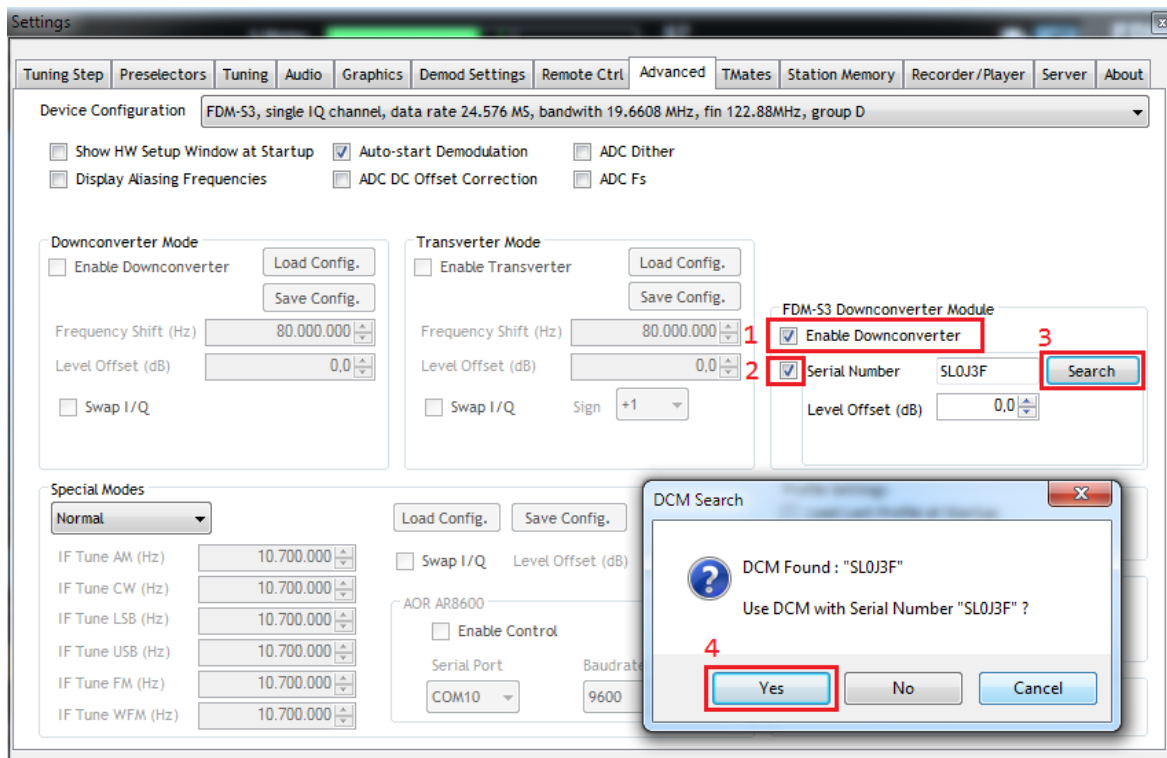 Settings
Tuning Step Preselectors Tuning Audio Graphics Demod Settings Remote Ctrl Advanced TMates Station Memory Recorder/Player Server About
Device Configuration FDM-S3, single IQ channel, data rate 24.576 MS, bandwith 19.6608 MHz, fin 122.88MHz, group D
Show HW Setup Window at Startup Auto-start Demodulation ADC Dither
Display Aliasing Frequencies ADC DC Offset Correction ADC Fs
Downconverter Mode
Enable Downconverter Load Config.
Save Config.
Frequency Shift (Hz) 80.000.000
Level Offset (dB) 0,0
Swap I/Q
Transverter Mode
Enable Transverter Load Config.
Save Config.
Frequency Shift (Hz) 80.000.000
Level Offset (dB) 0,0
Swap I/Q Sign +1
FDM-S3 Downconverter Module
1 Enable Downconverter
2 Serial Number SL0J3F 3 Search
Level Offset (dB) 0,0
Special Modes
Normal
Load Config. Save Config.
Swap I/Q Level Offset (dB)
IF Tune AM (Hz) 10.700.000
IF Tune CW (Hz) 10.700.000
IF Tune LSB (Hz) 10.700.000
IF Tune USB (Hz) 10.700.000
IF Tune FM (Hz) 10.700.000
IF Tune WFM (Hz) 10.700.000
AOR AR8600
Enable Control
Serial Port Baudrate
COM10 9600
DCM Search
DCM Found : "SL0J3F"
Use DCM with Serial Number "SL0J3F" ?
4
Yes No Cancel